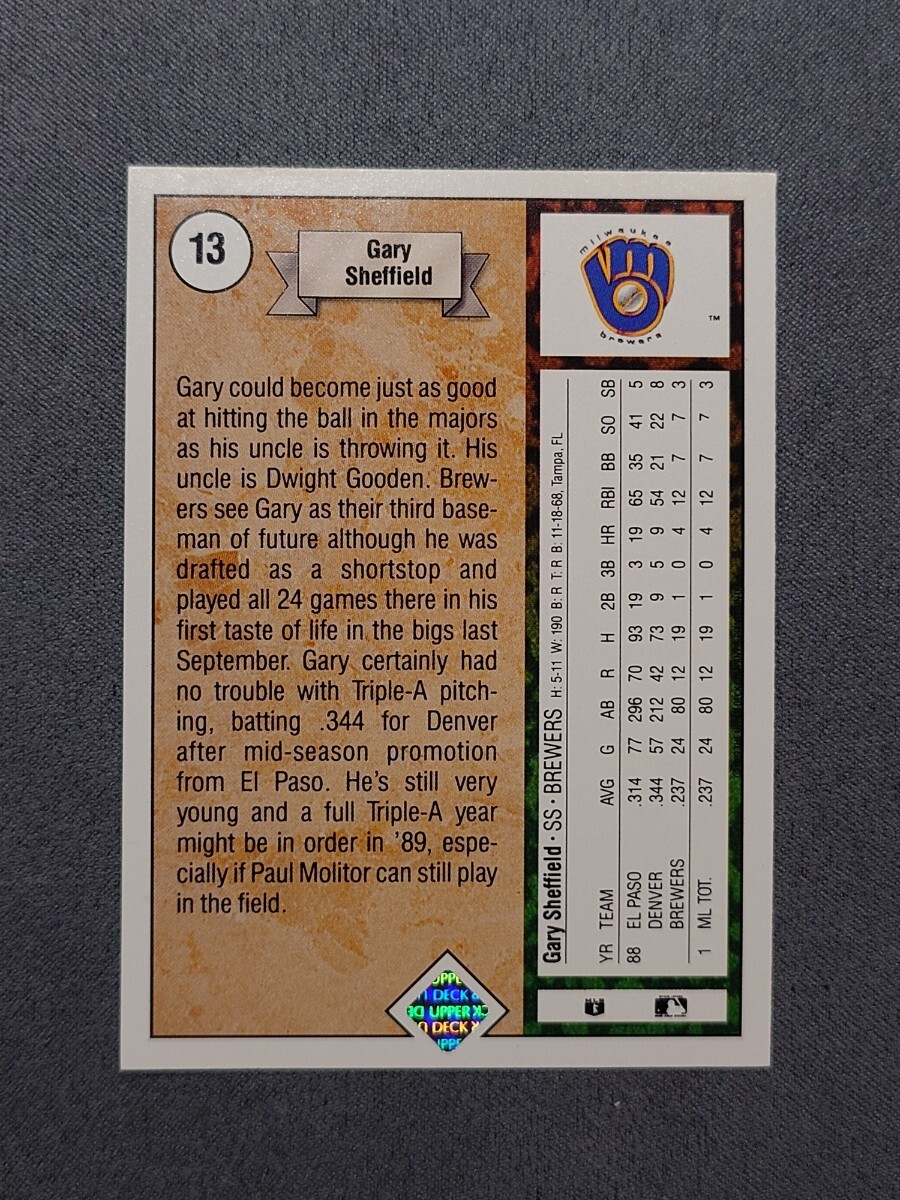 13
Gary
Sheffield
Gary could become just as good
at hitting the ball in the majors
as his uncle is throwing it. His
uncle is Dwight Gooden. Brew-
ers see Gary as their third base-
man of future although he was
drafted as a shortstop and
played all 24 games there in his
first taste of life in the bigs last
September. Gary certainly had
no trouble with Triple-A pitch-
ing, batting .344 for Denver
after mid-season promotion
from El Paso. He's still very
young and a full Triple-A year
might be in order in '89, espe-
cially if Paul Molitor can still play
in the field.
milwaukee
brewers
TM
Gary Sheffield · SS · BREWERS H: 5-11 W: 190 B: R T: R B: 11-18-68, Tampa, FL
YR TEAM AVG G AB R H 2B 3B HR RBI BB SO SB
88 EL PASO .314 77 296 70 93 19 3 19 65 35 41 5
DENVER .344 57 212 42 73 9 5 9 54 21 22 8
BREWERS .237 24 80 12 19 1 0 4 12 7 7 3
1 ML TOT. .237 24 80 12 19 1 0 4 12 7 7 3
DECK
UPPER
DECK